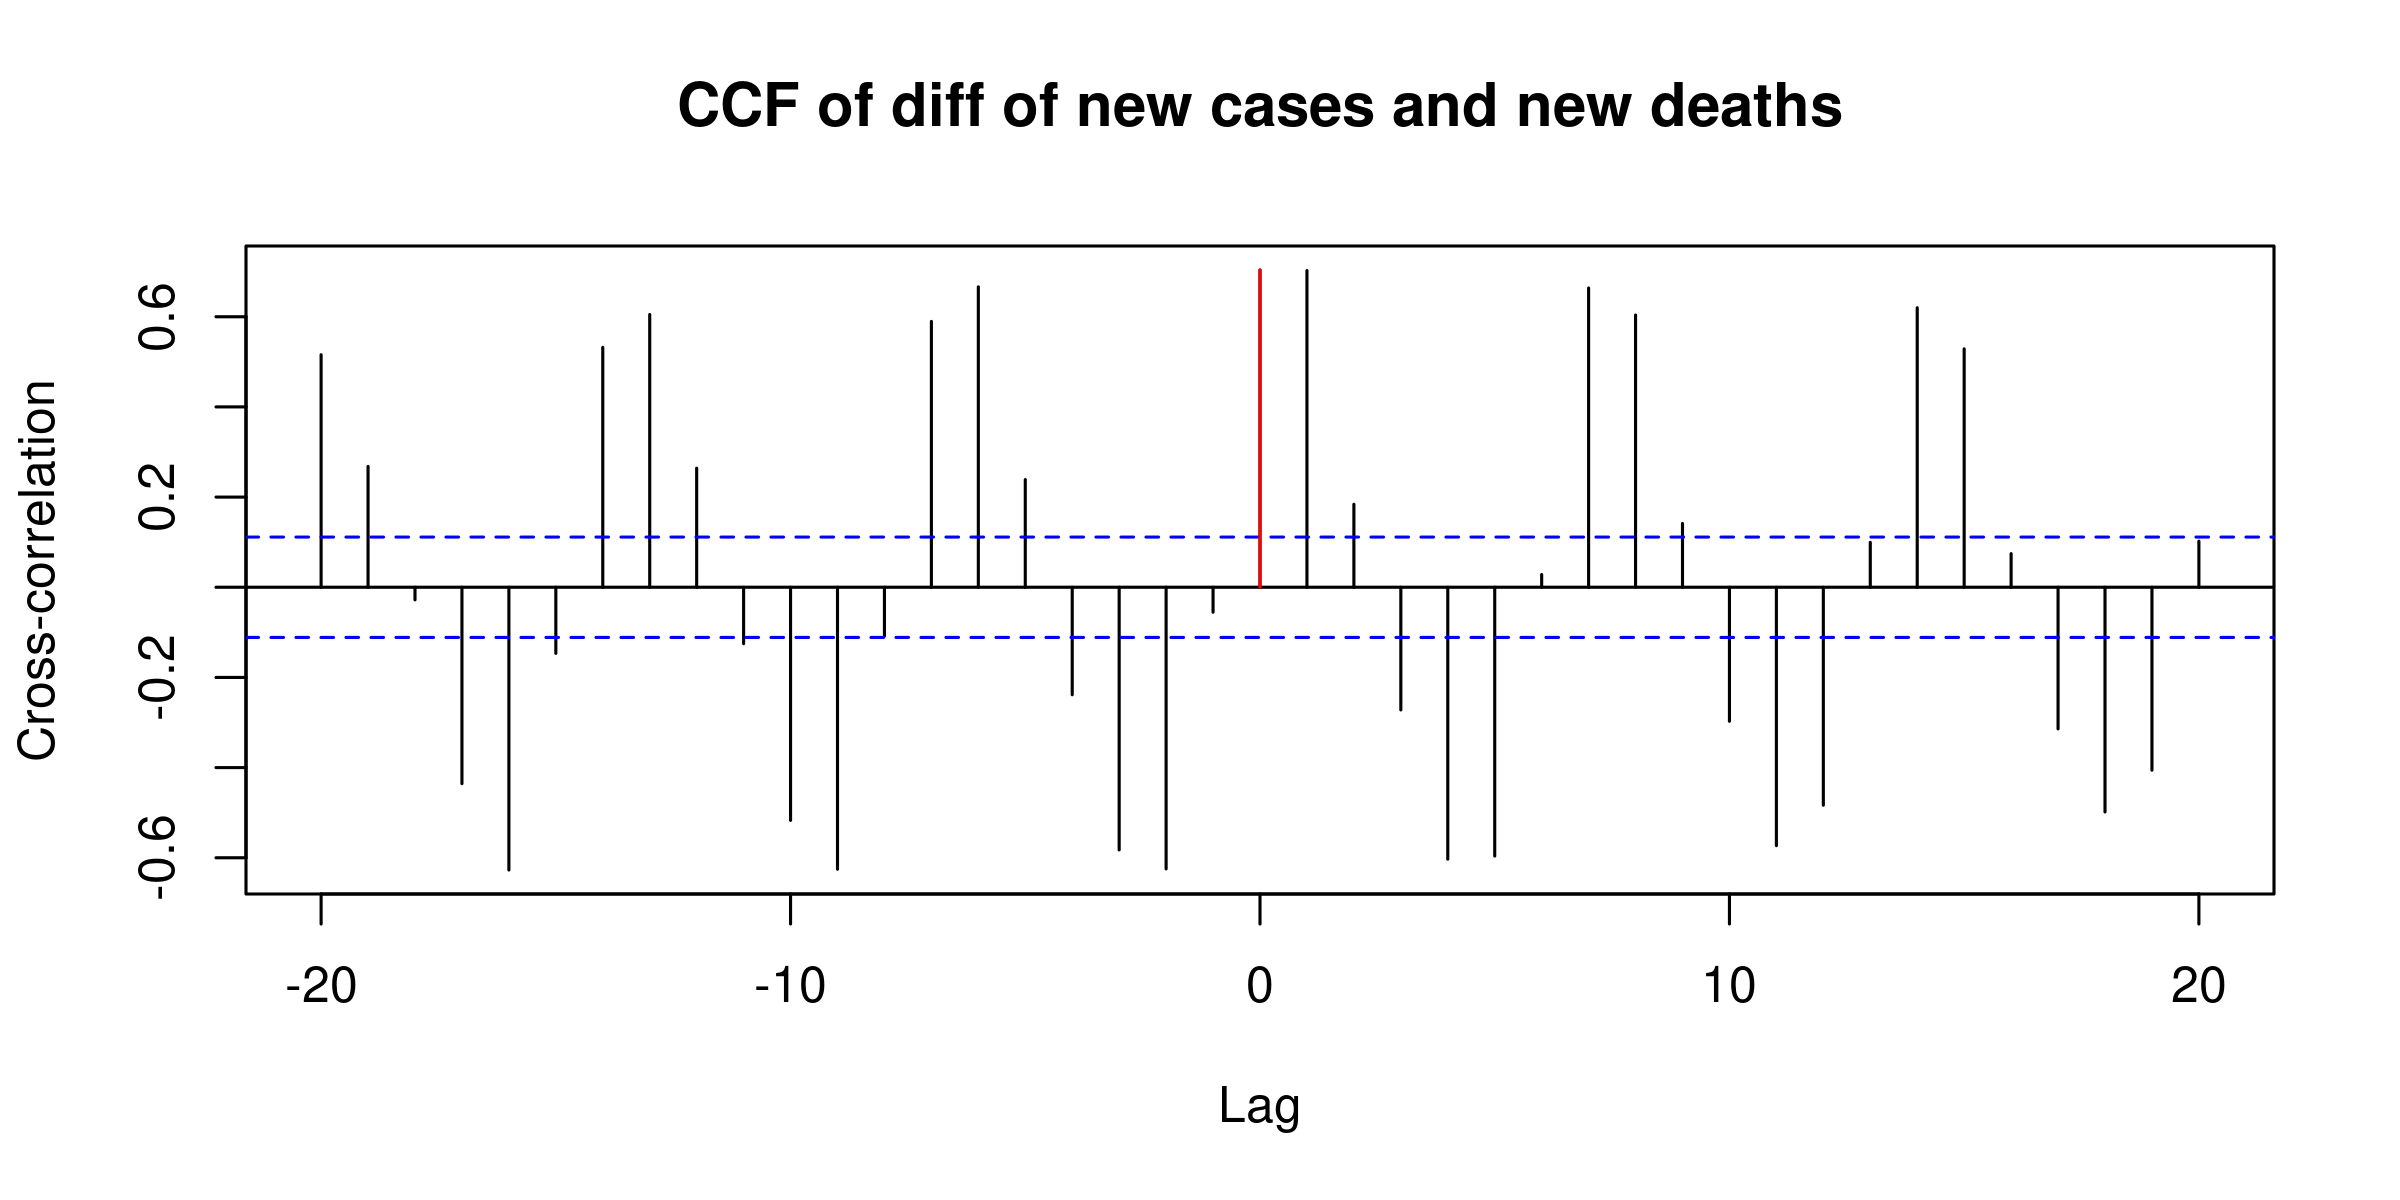 CCF of diff of new cases and new deaths
Cross-correlation
0.6
0.2
-0.2
-0.6
-20 -10 0 10 20
Lag